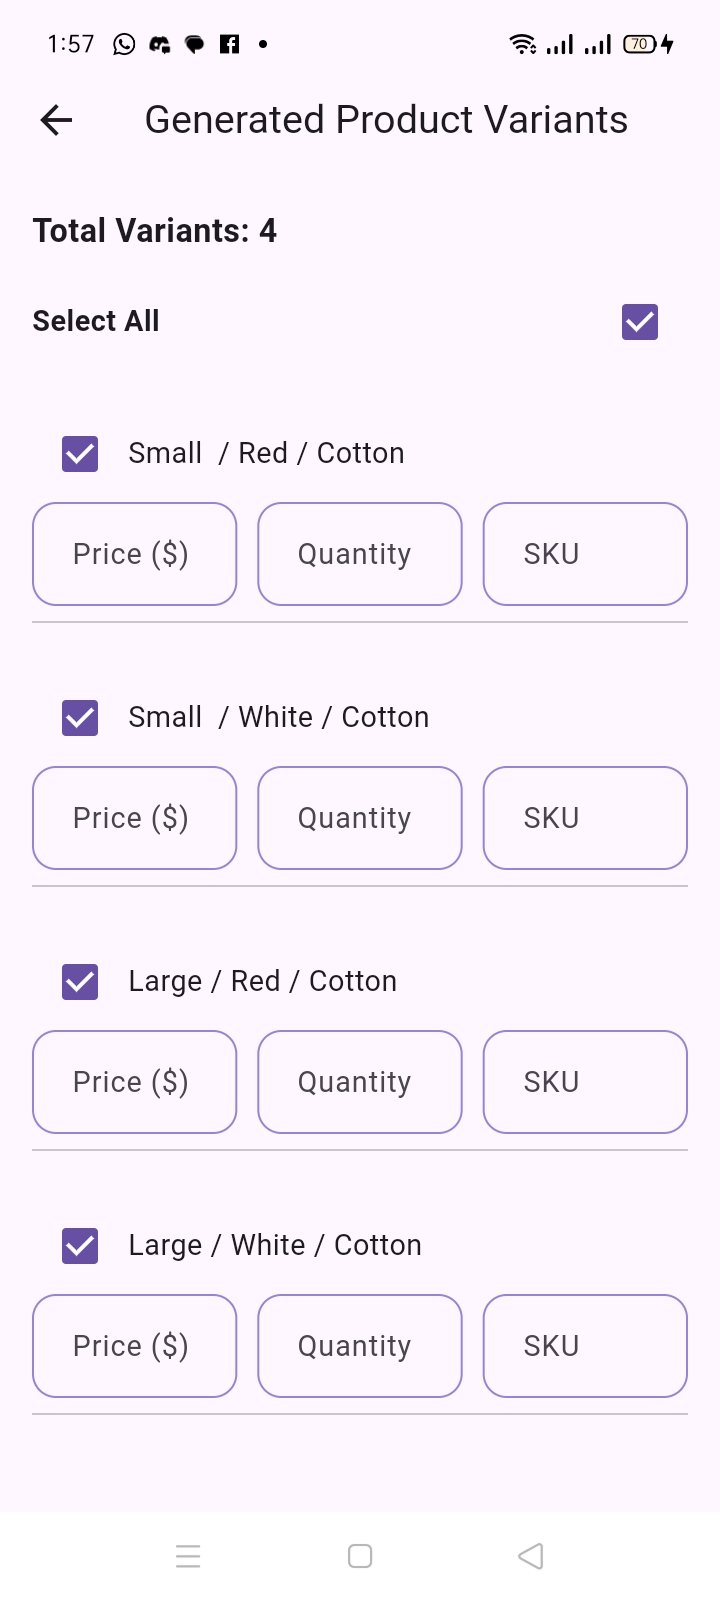 1:57 70
Generated Product Variants
Total Variants: 4
Select All
Small  / Red / Cotton
Price ($) Quantity SKU
Small  / White / Cotton
Price ($) Quantity SKU
Large / Red / Cotton
Price ($) Quantity SKU
Large / White / Cotton
Price ($) Quantity SKU